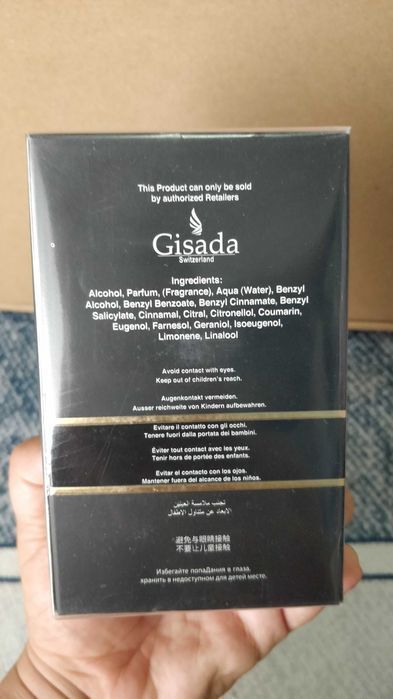 This Product can only be sold
by authorized Retailers
Gisada
Switzerland
Ingredients:
Alcohol, Parfum, (Fragrance), Aqua (Water), Benzyl
Alcohol, Benzyl Benzoate, Benzyl Cinnamate, Benzyl
Salicylate, Cinnamal, Citral, Citronellol, Coumarin,
Eugenol, Farnesol, Geraniol, Isoeugenol,
Limonene, Linalool
Avoid contact with eyes.
Keep out of children's reach.
Augenkontakt vermeiden.
Ausser reichweite von Kindern aufbewahren.
Evitare il contatto con gli occhi.
Tenere fuori dalla portata dei bambini.
Éviter tout contact avec les yeux.
Tenir hors de portée des enfants.
Evitar el contacto con los ojos.
Mantener fuera del alcance de los niños.
تجنب ملامسة العينين
الابعاد عن متناول الاطفال
避免与眼睛接触
不要让儿童接触
Избегайте попаДания в глаза.
хранить в недоступном для детей месте.